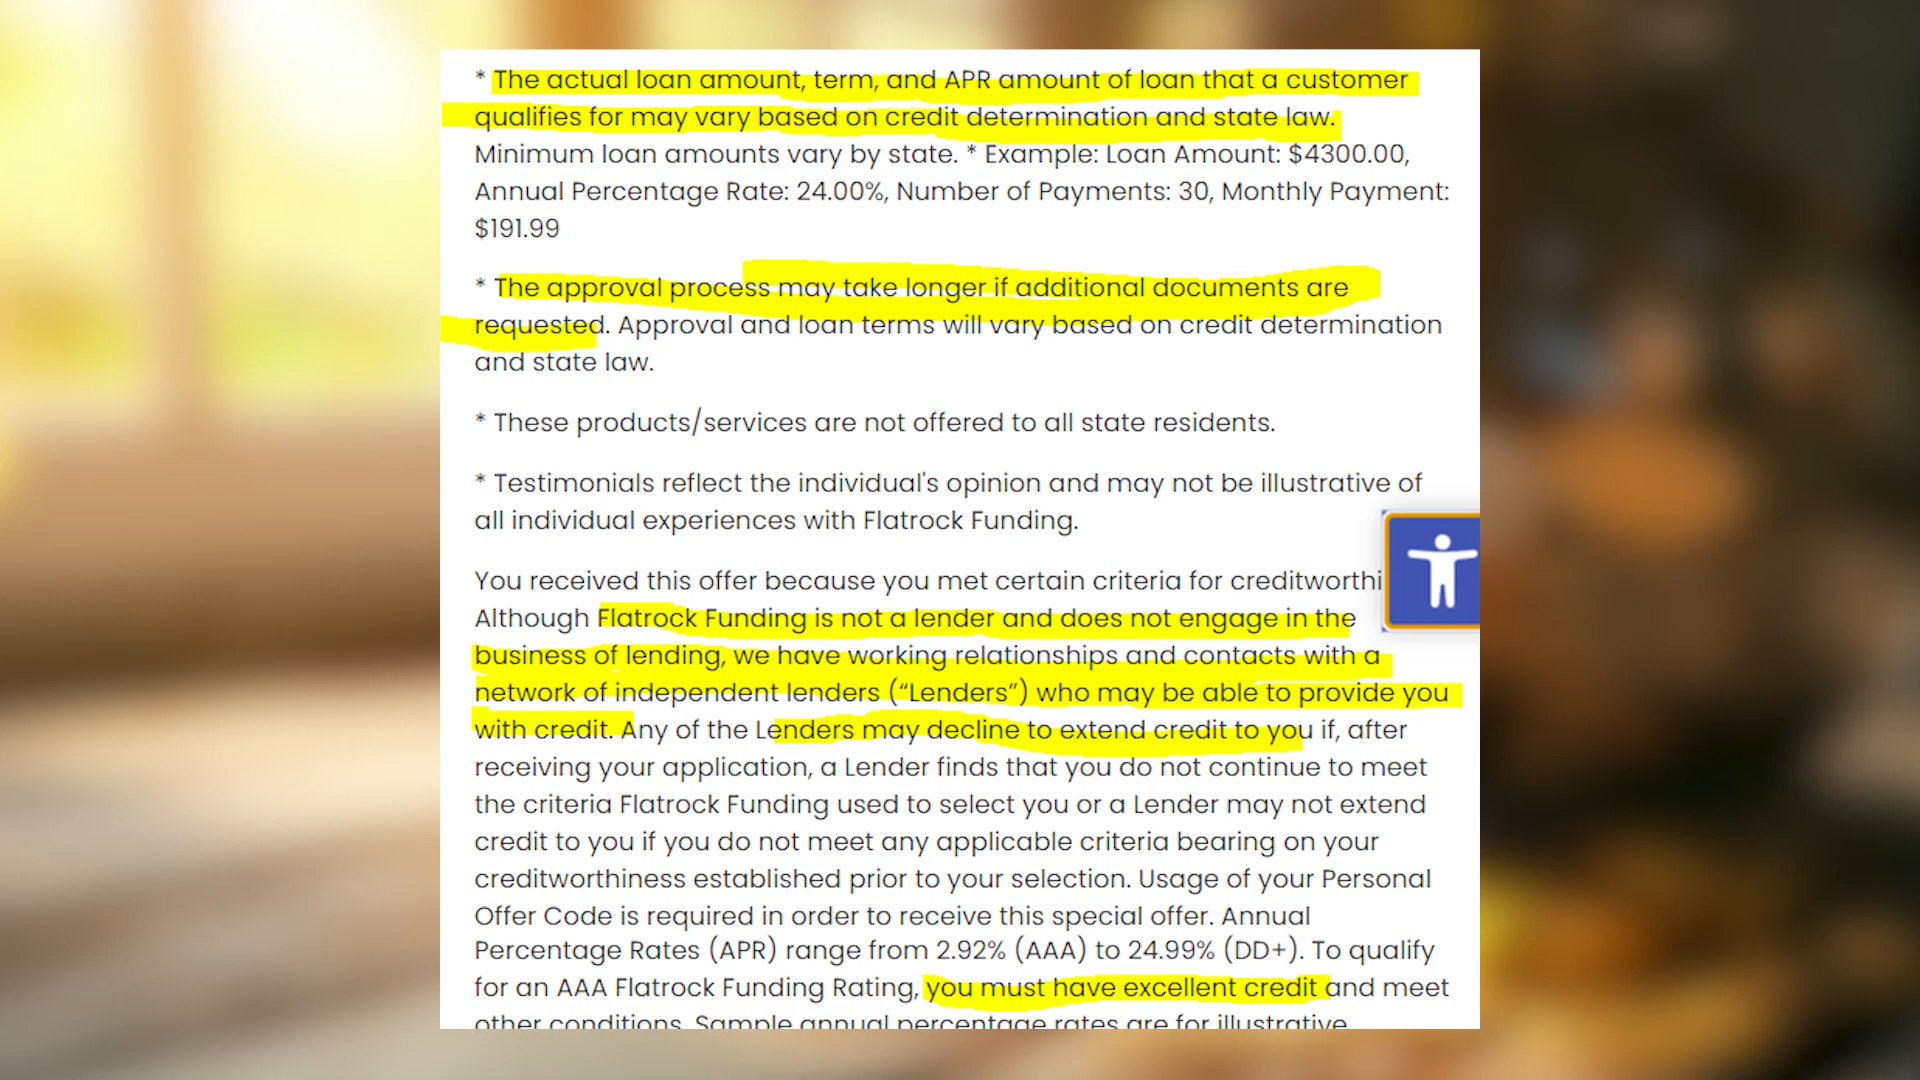 * The actual loan amount, term, and APR amount of loan that a customer
qualifies for may vary based on credit determination and state law.
Minimum loan amounts vary by state. * Example: Loan Amount: $4300.00,
Annual Percentage Rate: 24.00%, Number of Payments: 30, Monthly Payment:
$191.99
* The approval process may take longer if additional documents are
requested. Approval and loan terms will vary based on credit determination
and state law.
* These products/services are not offered to all state residents.
* Testimonials reflect the individual's opinion and may not be illustrative of
all individual experiences with Flatrock Funding.
You received this offer because you met certain criteria for creditworthi
Although Flatrock Funding is not a lender and does not engage in the
business of lending, we have working relationships and contacts with a
network of independent lenders (“Lenders”) who may be able to provide you
with credit. Any of the Lenders may decline to extend credit to you if, after
receiving your application, a Lender finds that you do not continue to meet
the criteria Flatrock Funding used to select you or a Lender may not extend
credit to you if you do not meet any applicable criteria bearing on your
creditworthiness established prior to your selection. Usage of your Personal
Offer Code is required in order to receive this special offer. Annual
Percentage Rates (APR) range from 2.92% (AAA) to 24.99% (DD+). To qualify
for an AAA Flatrock Funding Rating, you must have excellent credit and meet
other conditions. Sample annual percentage rates are for illustrative